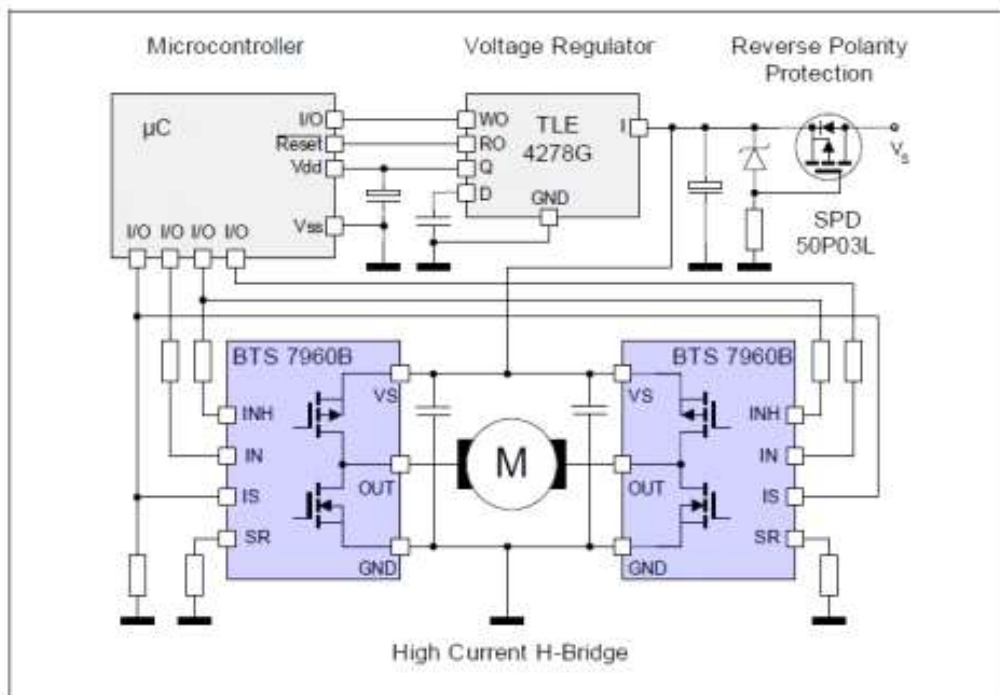 Microcontroller
Voltage Regulator
Reverse Polarity
Protection
µC
I/O
Reset
Vdd
Vss
I/O I/O I/O I/O
WO
RO
Q
D
TLE
4278G
I
GND
Vs
SPD
50P03L
BTS 7960B
VS
INH
IN
IS
SR
OUT
GND
M
BTS 7960B
VS
INH
IN
IS
SR
OUT
GND
High Current H-Bridge